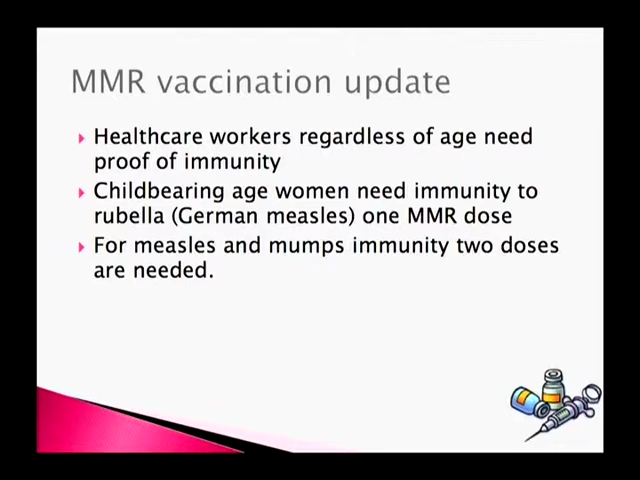 MMR vaccination update
Healthcare workers regardless of age need
proof of immunity
Childbearing age women need immunity to
rubella (German measles) one MMR dose
For measles and mumps immunity two doses
are needed.